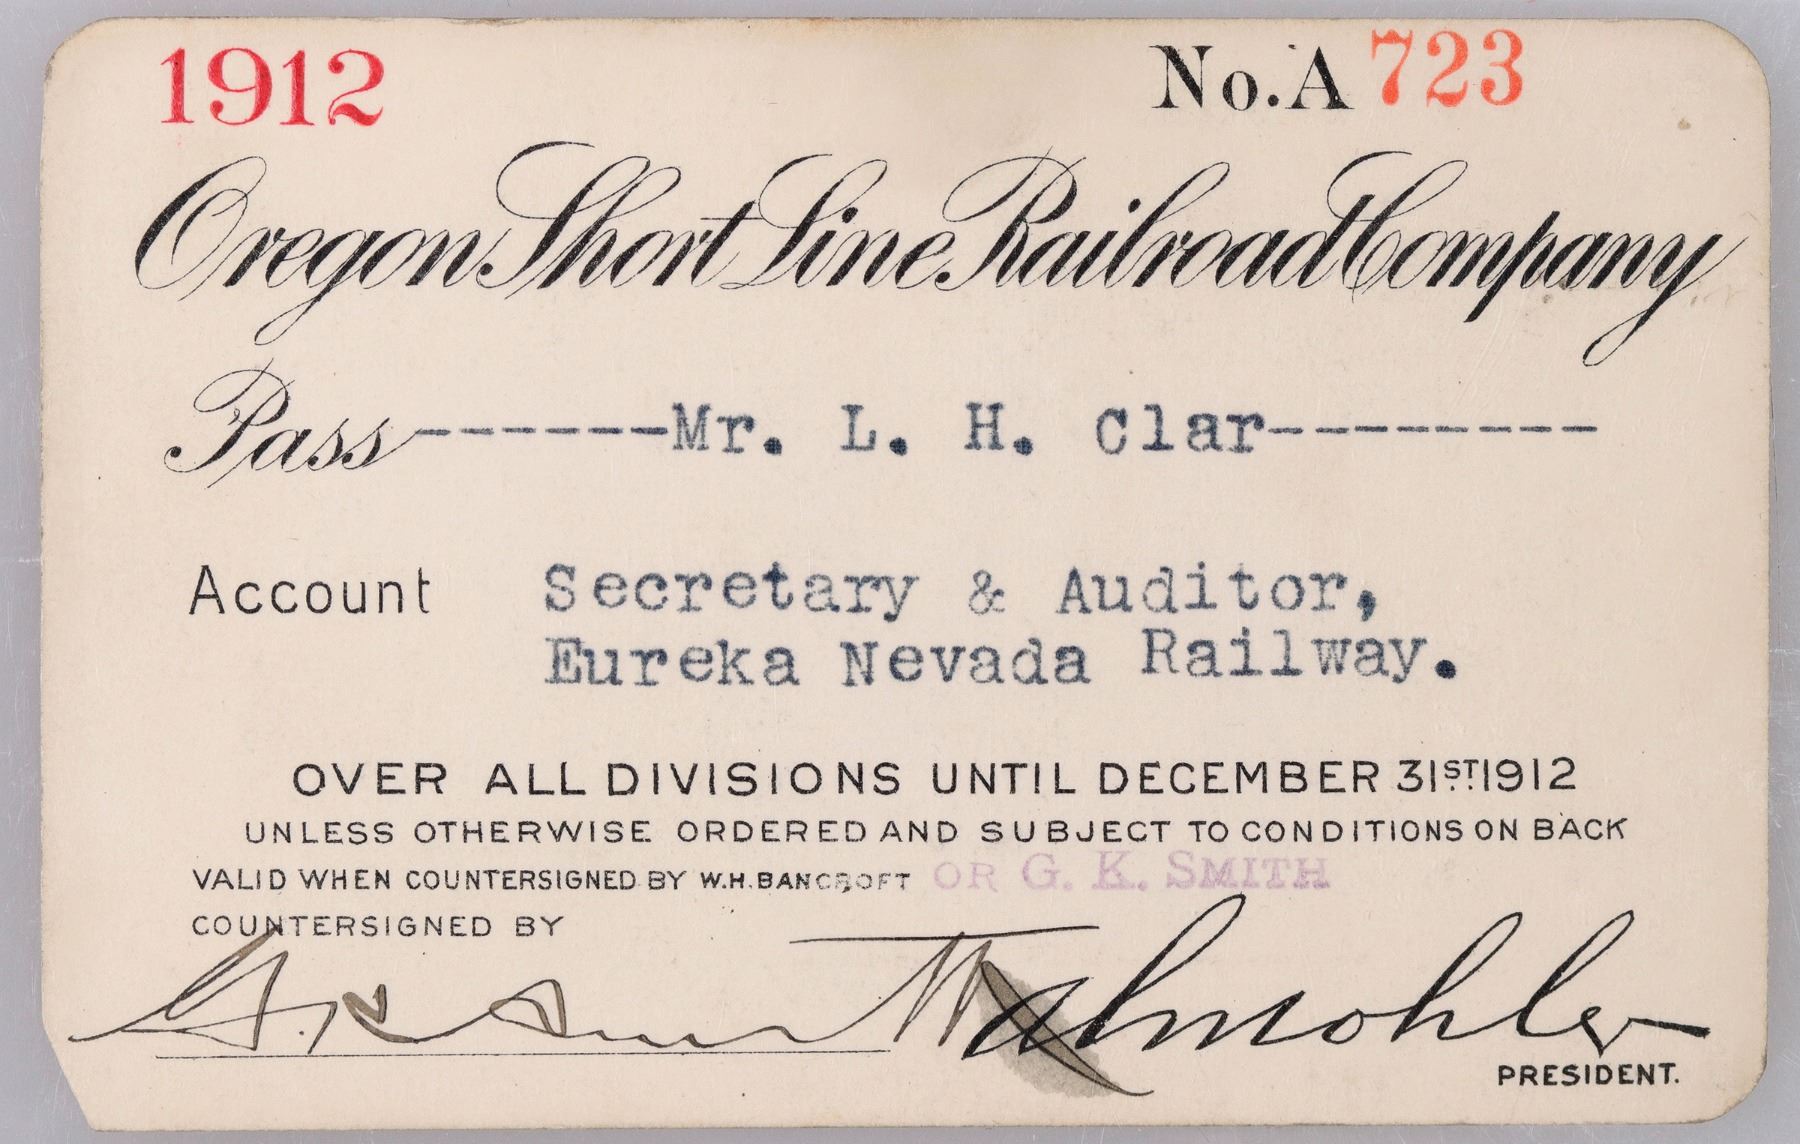 1912 No. A 723
Oregon Short Line Railroad Company
Pass-------Mr. L. H. Clar---------
Account Secretary & Auditor,
Eureka Nevada Railway.
OVER ALL DIVISIONS UNTIL DECEMBER 31ST 1912
UNLESS OTHERWISE ORDERED AND SUBJECT TO CONDITIONS ON BACK
VALID WHEN COUNTERSIGNED BY W.H. BANCROFT OR G. K. SMITH
COUNTERSIGNED BY
G. K. Smith A L Mohler
PRESIDENT.